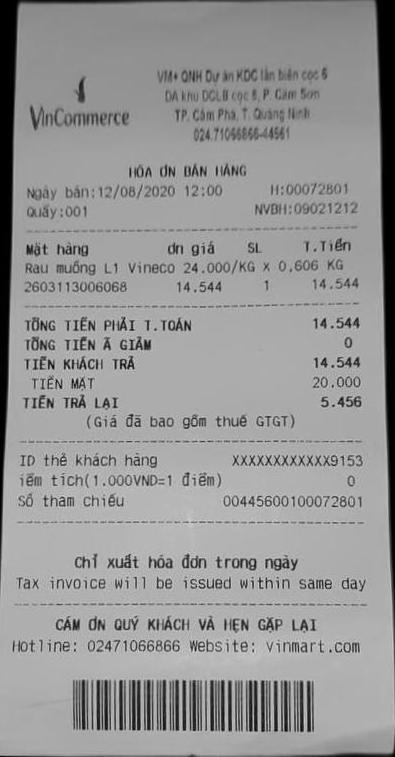 VinCommerce
VM+ QNH Dự án KDC lấn biển cọc 6
DA khu DCLB cọc 6, P. Cẩm Sơn
TP. Cẩm Phả, T. Quảng Ninh
024.71066866-44561
HÓA ƠN BÁN HÀNG
Ngày bán:12/08/2020 12:00 H:00072801
Quầy:001 NVBH:09021212
Mặt hàng ơn giá SL T.Tiền
Rau muống L1 Vineco 24.000/KG X 0,606 KG
2603113006068 14.544 1 14.544
TỔNG TIỀN PHẢI T.TOÁN 14.544
TỔNG TIỀN Ã GIẢM 0
TIỀN KHÁCH TRẢ 14.544
TIỀN MẶT 20.000
TIỀN TRẢ LẠI 5.456
(Giá đã bao gồm thuế GTGT)
ID thẻ khách hàng XXXXXXXXXXXX9153
iểm tích(1.000VND=1 điểm) 0
Số tham chiếu 00445600100072801
Chỉ xuất hóa đơn trong ngày
Tax invoice will be issued within same day
CẢM ƠN QUÝ KHÁCH VÀ HẸN GẶP LẠI
Hotline: 02471066866 Website: vinmart.com